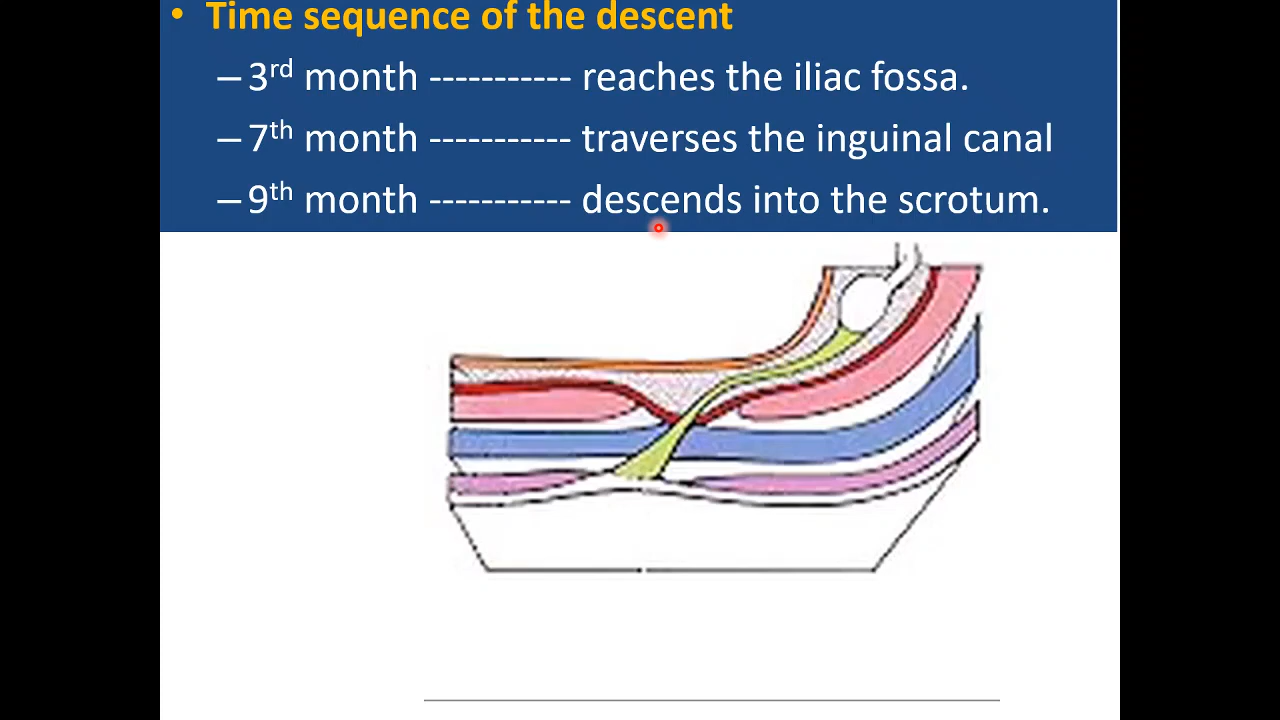 • Time sequence of the descent
– 3rd month ----------- reaches the iliac fossa.
– 7th month ----------- traverses the inguinal canal
– 9th month ----------- descends into the scrotum.